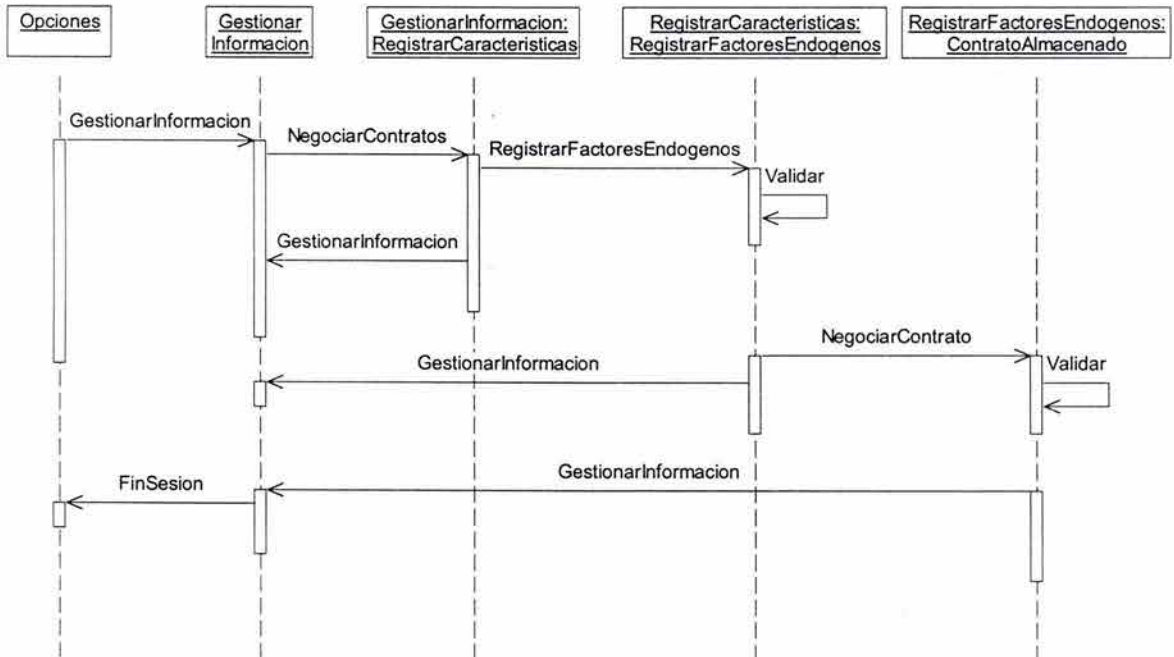 Opciones
Gestionar
Informacion
GestionarInformacion:
RegistrarCaracteristicas
RegistrarCaracteristicas:
RegistrarFactoresEndogenos
RegistrarFactoresEndogenos:
ContratoAlmacenado
GestionarInformacion
NegociarContratos
RegistrarFactoresEndogenos
Validar
GestionarInformacion
NegociarContrato
GestionarInformacion
Validar
GestionarInformacion
FinSesion